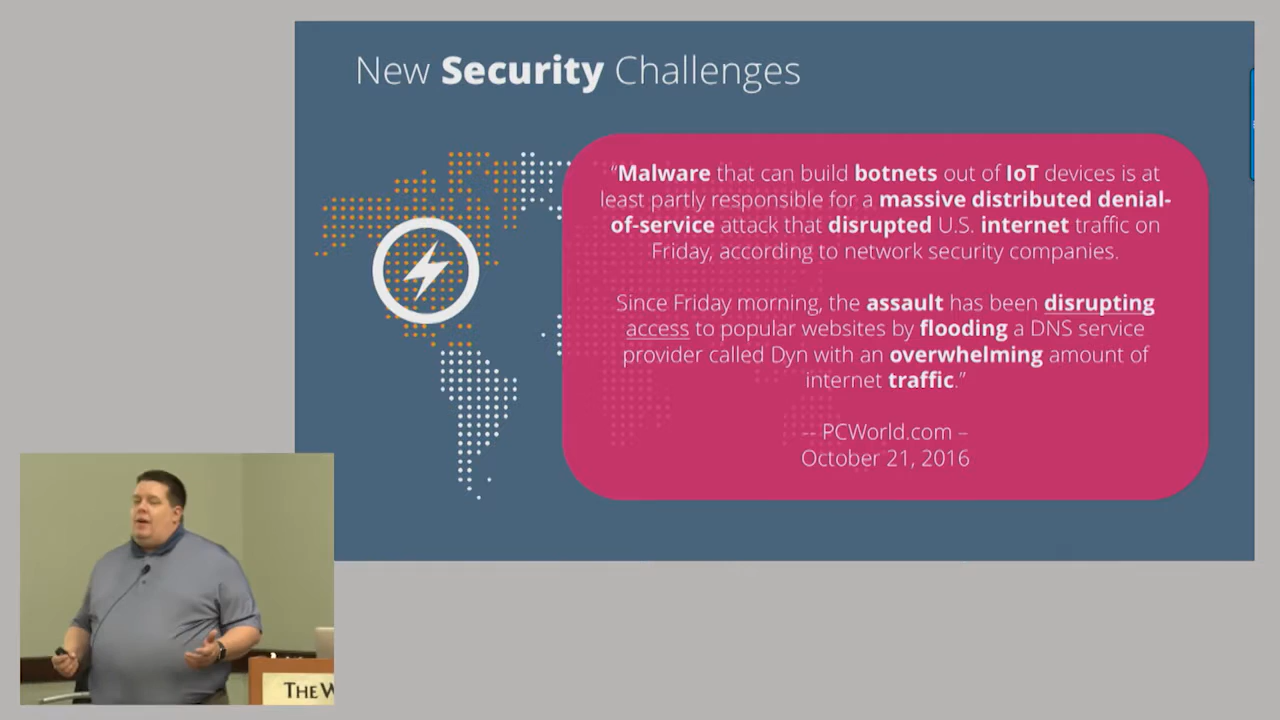 New Security Challenges
“Malware that can build botnets out of IoT devices is at
least partly responsible for a massive distributed denial-
of-service attack that disrupted U.S. internet traffic on
Friday, according to network security companies.
Since Friday morning, the assault has been disrupting
access to popular websites by flooding a DNS service
provider called Dyn with an overwhelming amount of
internet traffic.”
-- PCWorld.com –
October 21, 2016
THE W